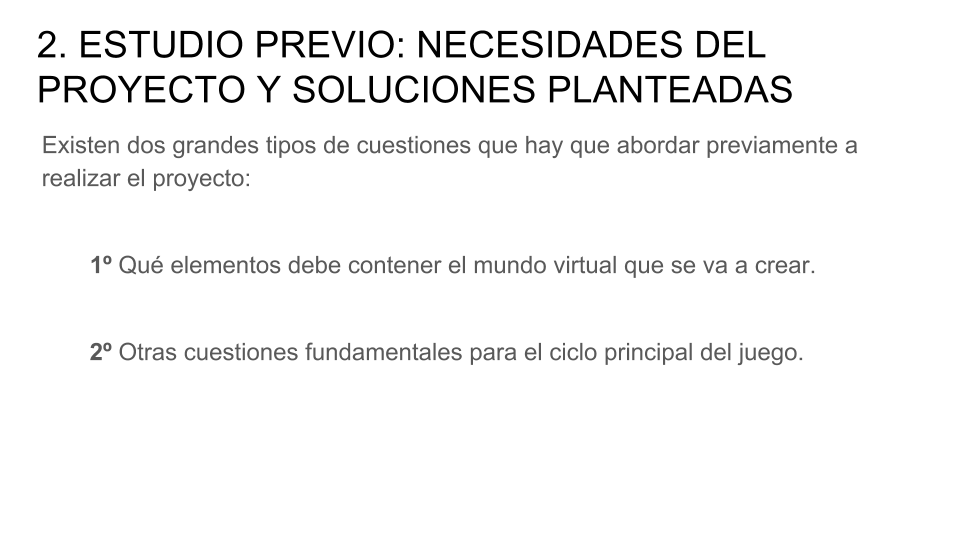 2. ESTUDIO PREVIO: NECESIDADES DEL
PROYECTO Y SOLUCIONES PLANTEADAS
Existen dos grandes tipos de cuestiones que hay que abordar previamente a
realizar el proyecto:
1º Qué elementos debe contener el mundo virtual que se va a crear.
2º Otras cuestiones fundamentales para el ciclo principal del juego.